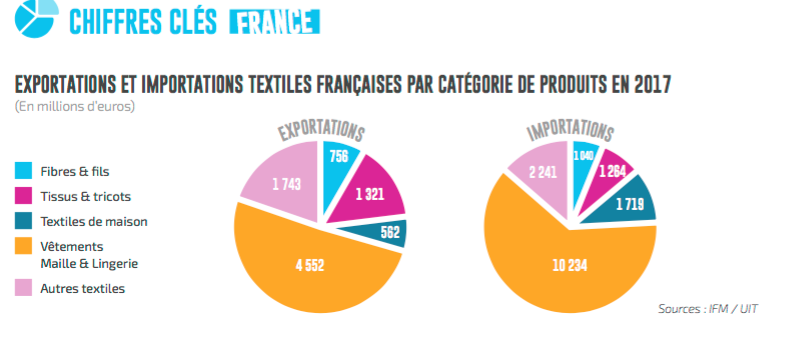 CHIFFRES CLÉS FRANCE
EXPORTATIONS ET IMPORTATIONS TEXTILES FRANÇAISES PAR CATÉGORIE DE PRODUITS EN 2017
(En millions d'euros)
Fibres & fils
Tissus & tricots
Textiles de maison
Vêtements
Maille & Lingerie
Autres textiles
EXPORTATIONS
756
1 321
562
4 552
1 743
IMPORTATIONS
1 040
1 264
1 719
10 234
2 241
Sources : IFM / UIT